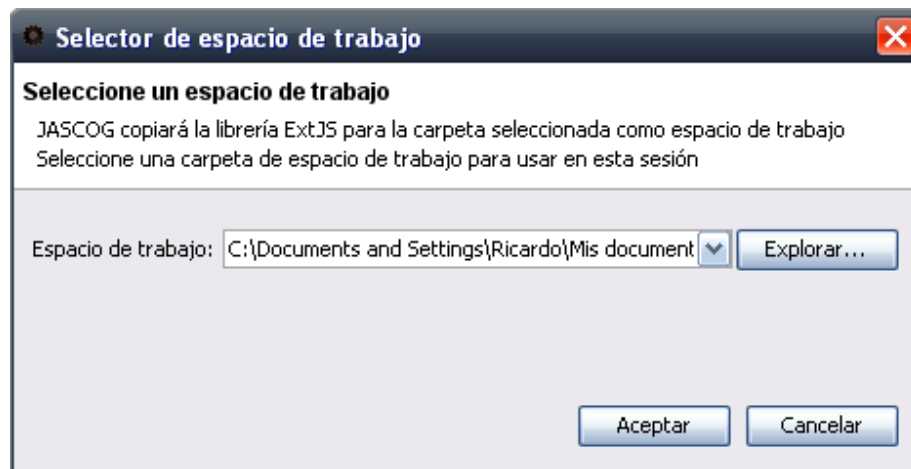 Selector de espacio de trabajo
Seleccione un espacio de trabajo
JASCOG copiará la librería ExtJS para la carpeta seleccionada como espacio de trabajo
Seleccione una carpeta de espacio de trabajo para usar en esta sesión
Espacio de trabajo: C:\Documents and Settings\Ricardo\Mis document Explorar...
Aceptar Cancelar